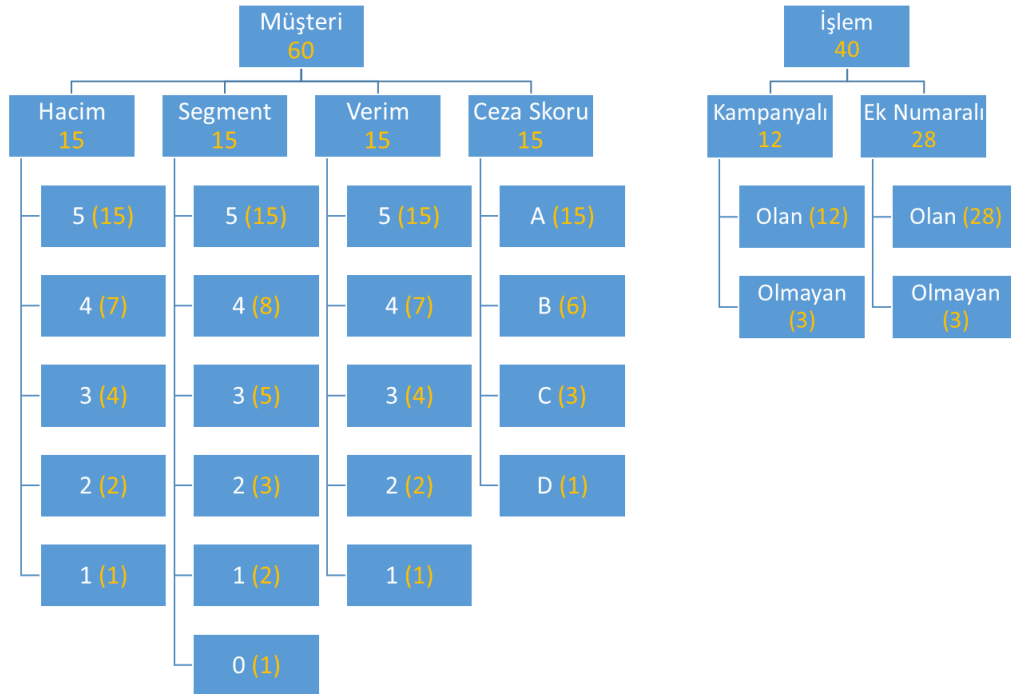 Müşteri
60
Hacim
15
Segment
15
Verim
15
Ceza Skoru
15
5 (15)
5 (15)
5 (15)
A (15)
4 (7)
4 (8)
4 (7)
B (6)
3 (4)
3 (5)
3 (4)
C (3)
2 (2)
2 (3)
2 (2)
D (1)
1 (1)
1 (2)
1 (1)
0 (1)
İşlem
40
Kampanyalı
12
Ek Numaralı
28
Olan (12)
Olan (28)
Olmayan
(3)
Olmayan
(3)